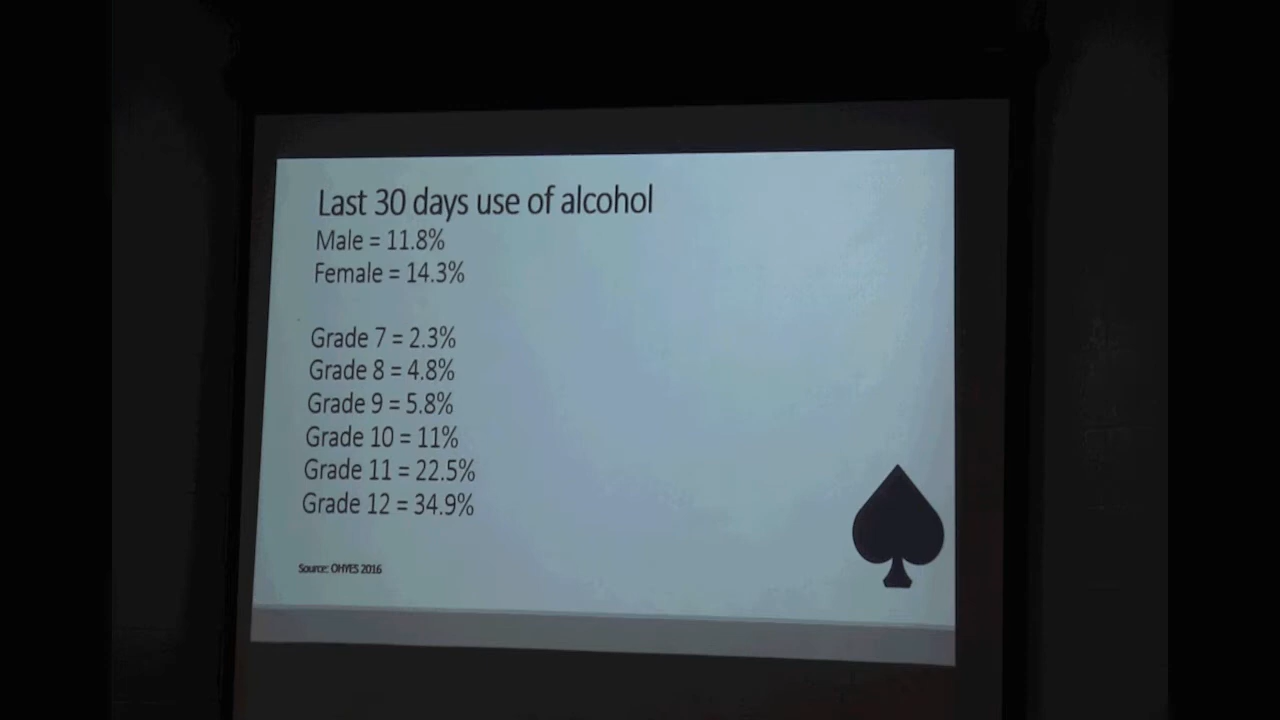 Last 30 days use of alcohol
Male = 11.8%
Female = 14.3%
Grade 7 = 2.3%
Grade 8 = 4.8%
Grade 9 = 5.8%
Grade 10 = 11%
Grade 11 = 22.5%
Grade 12 = 34.9%
Source: OHYES 2016